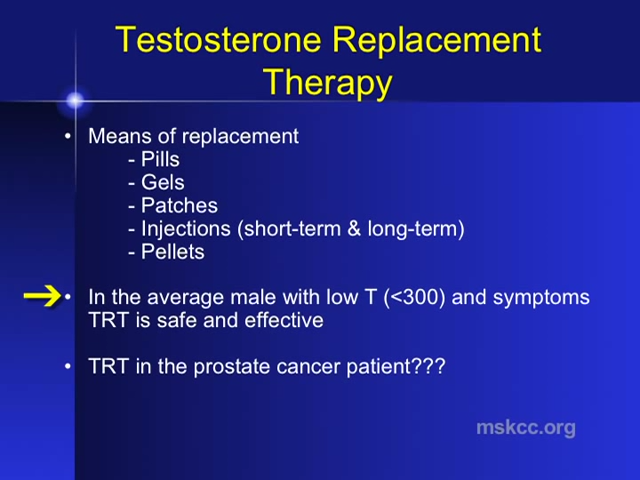 Testosterone Replacement
Therapy
• Means of replacement
- Pills
- Gels
- Patches
- Injections (short-term & long-term)
- Pellets
• In the average male with low T (<300) and symptoms
TRT is safe and effective
• TRT in the prostate cancer patient???
mskcc.org